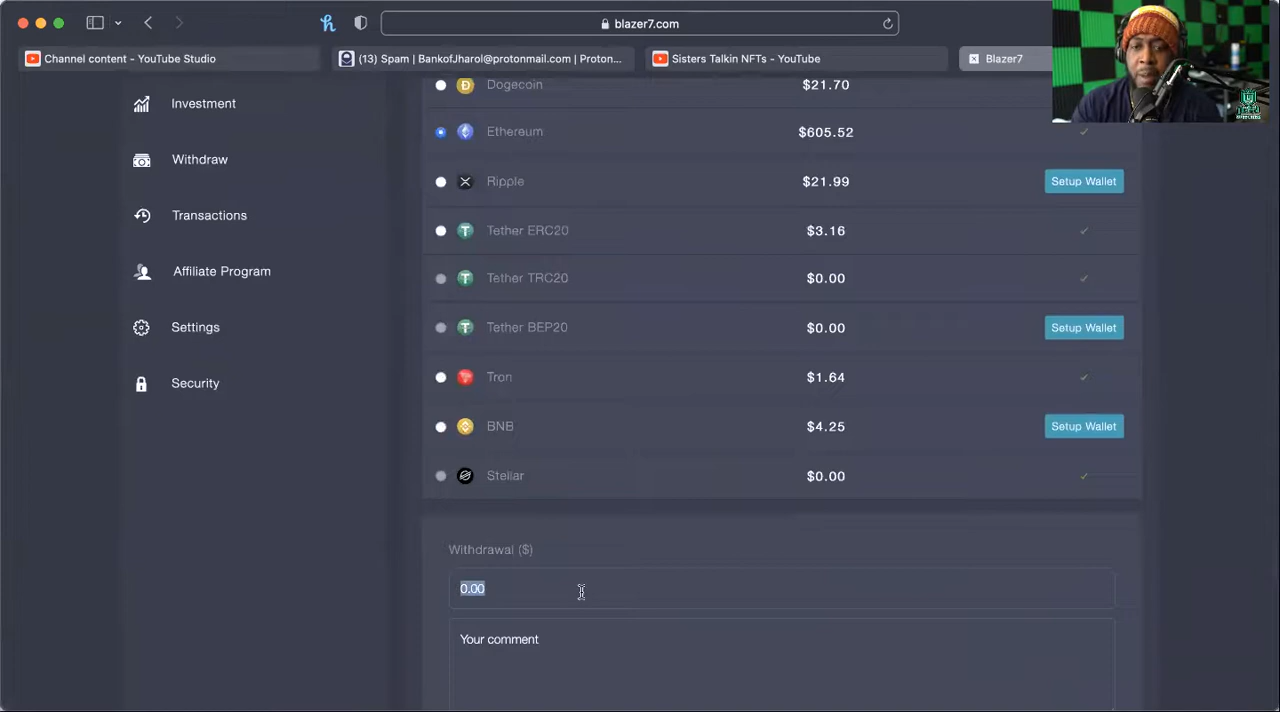 blazer7.com
Channel content - YouTube Studio
(13) Spam | BankofJharol@protonmail.com | Proton...
Sisters Talkin NFTs - YouTube
Blazer7
Investment
Withdraw
Transactions
Affiliate Program
Settings
Security
Dogecoin $21.70
Ethereum $605.52
Ripple $21.99 Setup Wallet
Tether ERC20 $3.16
Tether TRC20 $0.00
Tether BEP20 $0.00 Setup Wallet
Tron $1.64
BNB $4.25 Setup Wallet
Stellar $0.00
Withdrawal ($)
0.00
Your comment